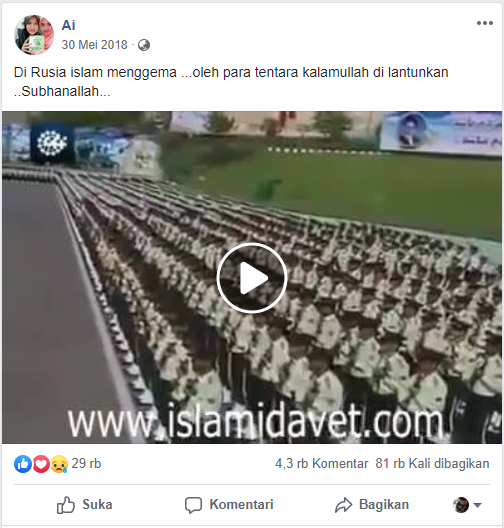 Ai
30 Mei 2018 ·
Di Rusia islam menggema ...oleh para tentara kalamullah di lantunkan
..Subhanallah...
www.islamidavet.com
29 rb
4,3 rb Komentar 81 rb Kali dibagikan
Suka
Komentari
Bagikan